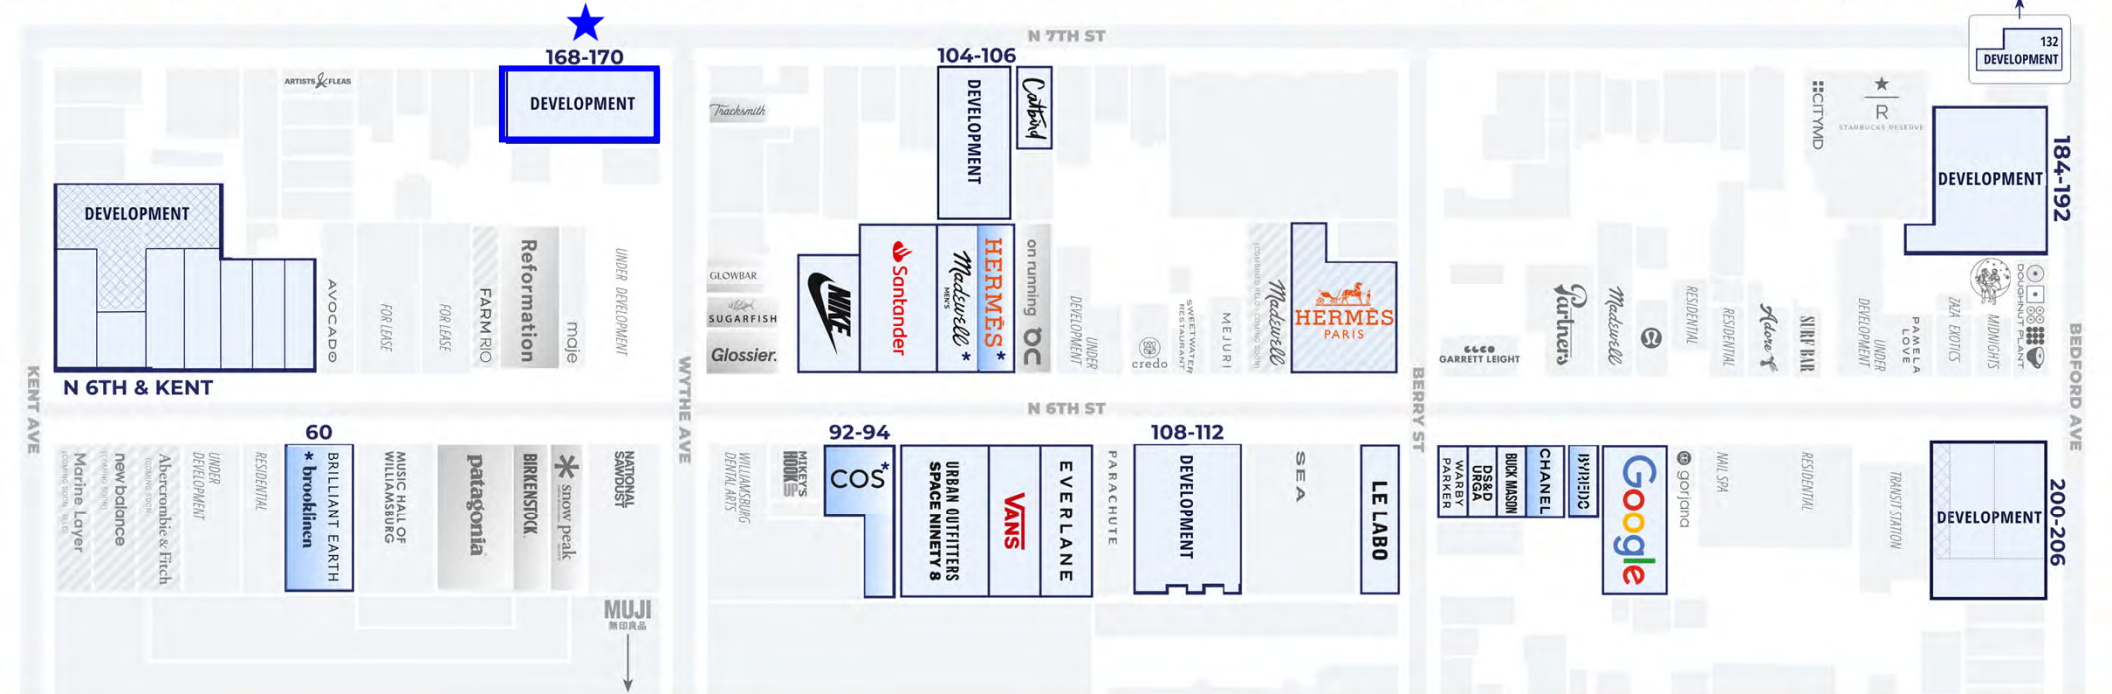 N 7TH ST
168-170
DEVELOPMENT
ARTISTS & FLEAS
104-106
DEVELOPMENT
Catbird
Tracksmith
132
DEVELOPMENT
CITYMD
R
STARBUCKS RESERVE
DEVELOPMENT
184-192
DEVELOPMENT
N 6TH & KENT
AVOCADO
FOR LEASE
FOR LEASE
FARM RIO
Reformation
maje
UNDER DEVELOPMENT
GLOWBAR
SUGARFISH
Glossier.
NIKE
Santander
Madewell
MEN'S
*
HERMÈS
*
on running
OC
UNDER
DEVELOPMENT
credo
SWEETWATER
RESTAURANT
MEJURI
Madewell
HERMÈS
PARIS
GARRETT LEIGHT
Partners
Madewell
RESIDENTIAL
RESIDENTIAL
Adore
SURF BAR
UNDER
DEVELOPMENT
PAMELA
LOVE
ZAZA EXOTICS
MIDNIGHTS
DOUGHNUT PLANT
KENT AVE
WYTHE AVE
BERRY ST
BEDFORD AVE
N 6TH ST
Marine Layer
new balance
Abercrombie & Fitch
UNDER
DEVELOPMENT
RESIDENTIAL
60
BRILLIANT EARTH
* brooklinen
MUSIC HALL OF
WILLIAMSBURG
patagonia
BIRKENSTOCK
snow peak
NATIONAL
SAWDUST
MUJI
無印良品
WILLIAMSBURG
DENTAL ARTS
MIKEY'S
HOOK
UP
92-94
COS*
URBAN OUTFITTERS
SPACE NINETY 8
VANS
EVERLANE
PARACHUTE
108-112
DEVELOPMENT
SEA
LE LABO
WARBY
PARKER
DS&D
URGA
BUCK MASON
CHANEL
BYREDO
Google
gorjana
NAIL SPA
RESIDENTIAL
TRANSIT STATION
DEVELOPMENT
200-206